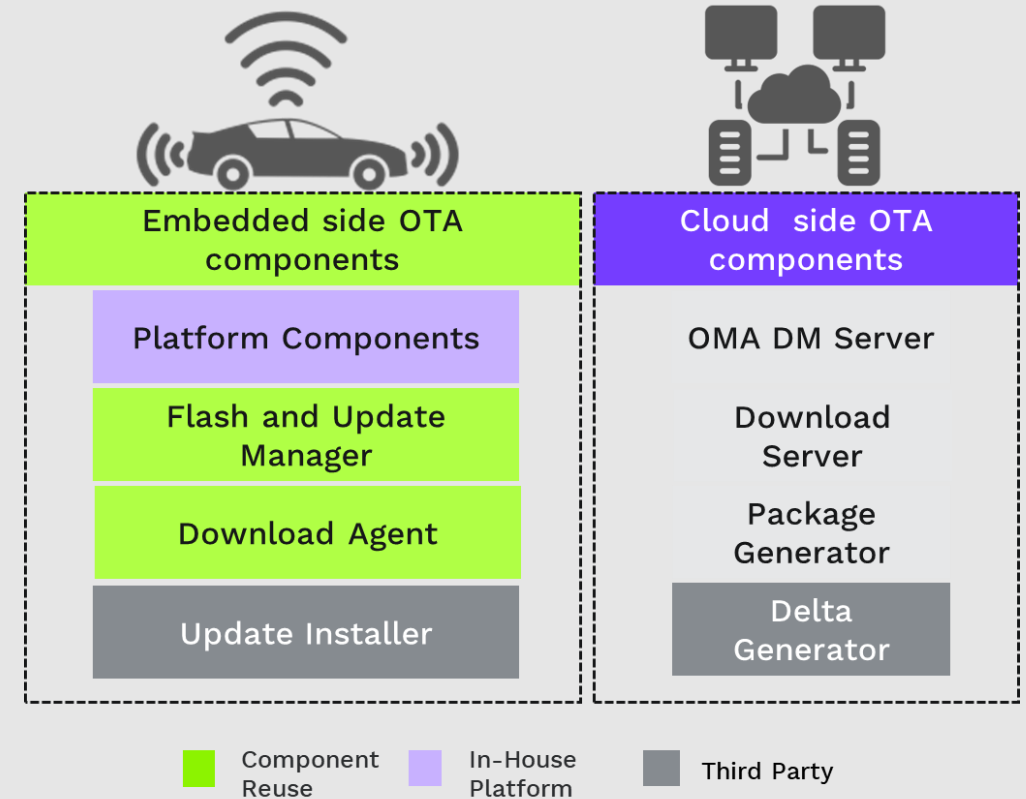 Embedded side OTA
components
Platform Components
Flash and Update
Manager
Download Agent
Update Installer
Cloud side OTA
components
OMA DM Server
Download
Server
Package
Generator
Delta
Generator
Component
Reuse
In-House
Platform
Third Party